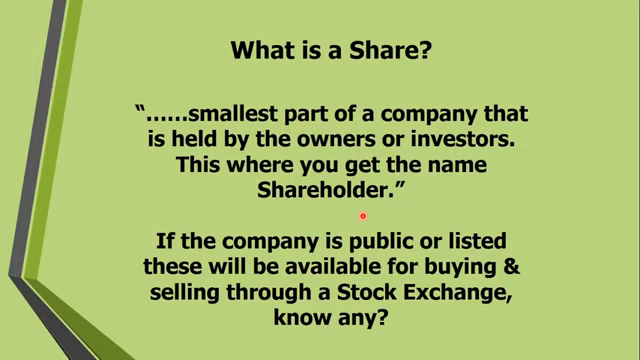 What is a Share?
“......smallest part of a company that
is held by the owners or investors.
This where you get the name
Shareholder.”
If the company is public or listed
these will be available for buying &
selling through a Stock Exchange,
know any?